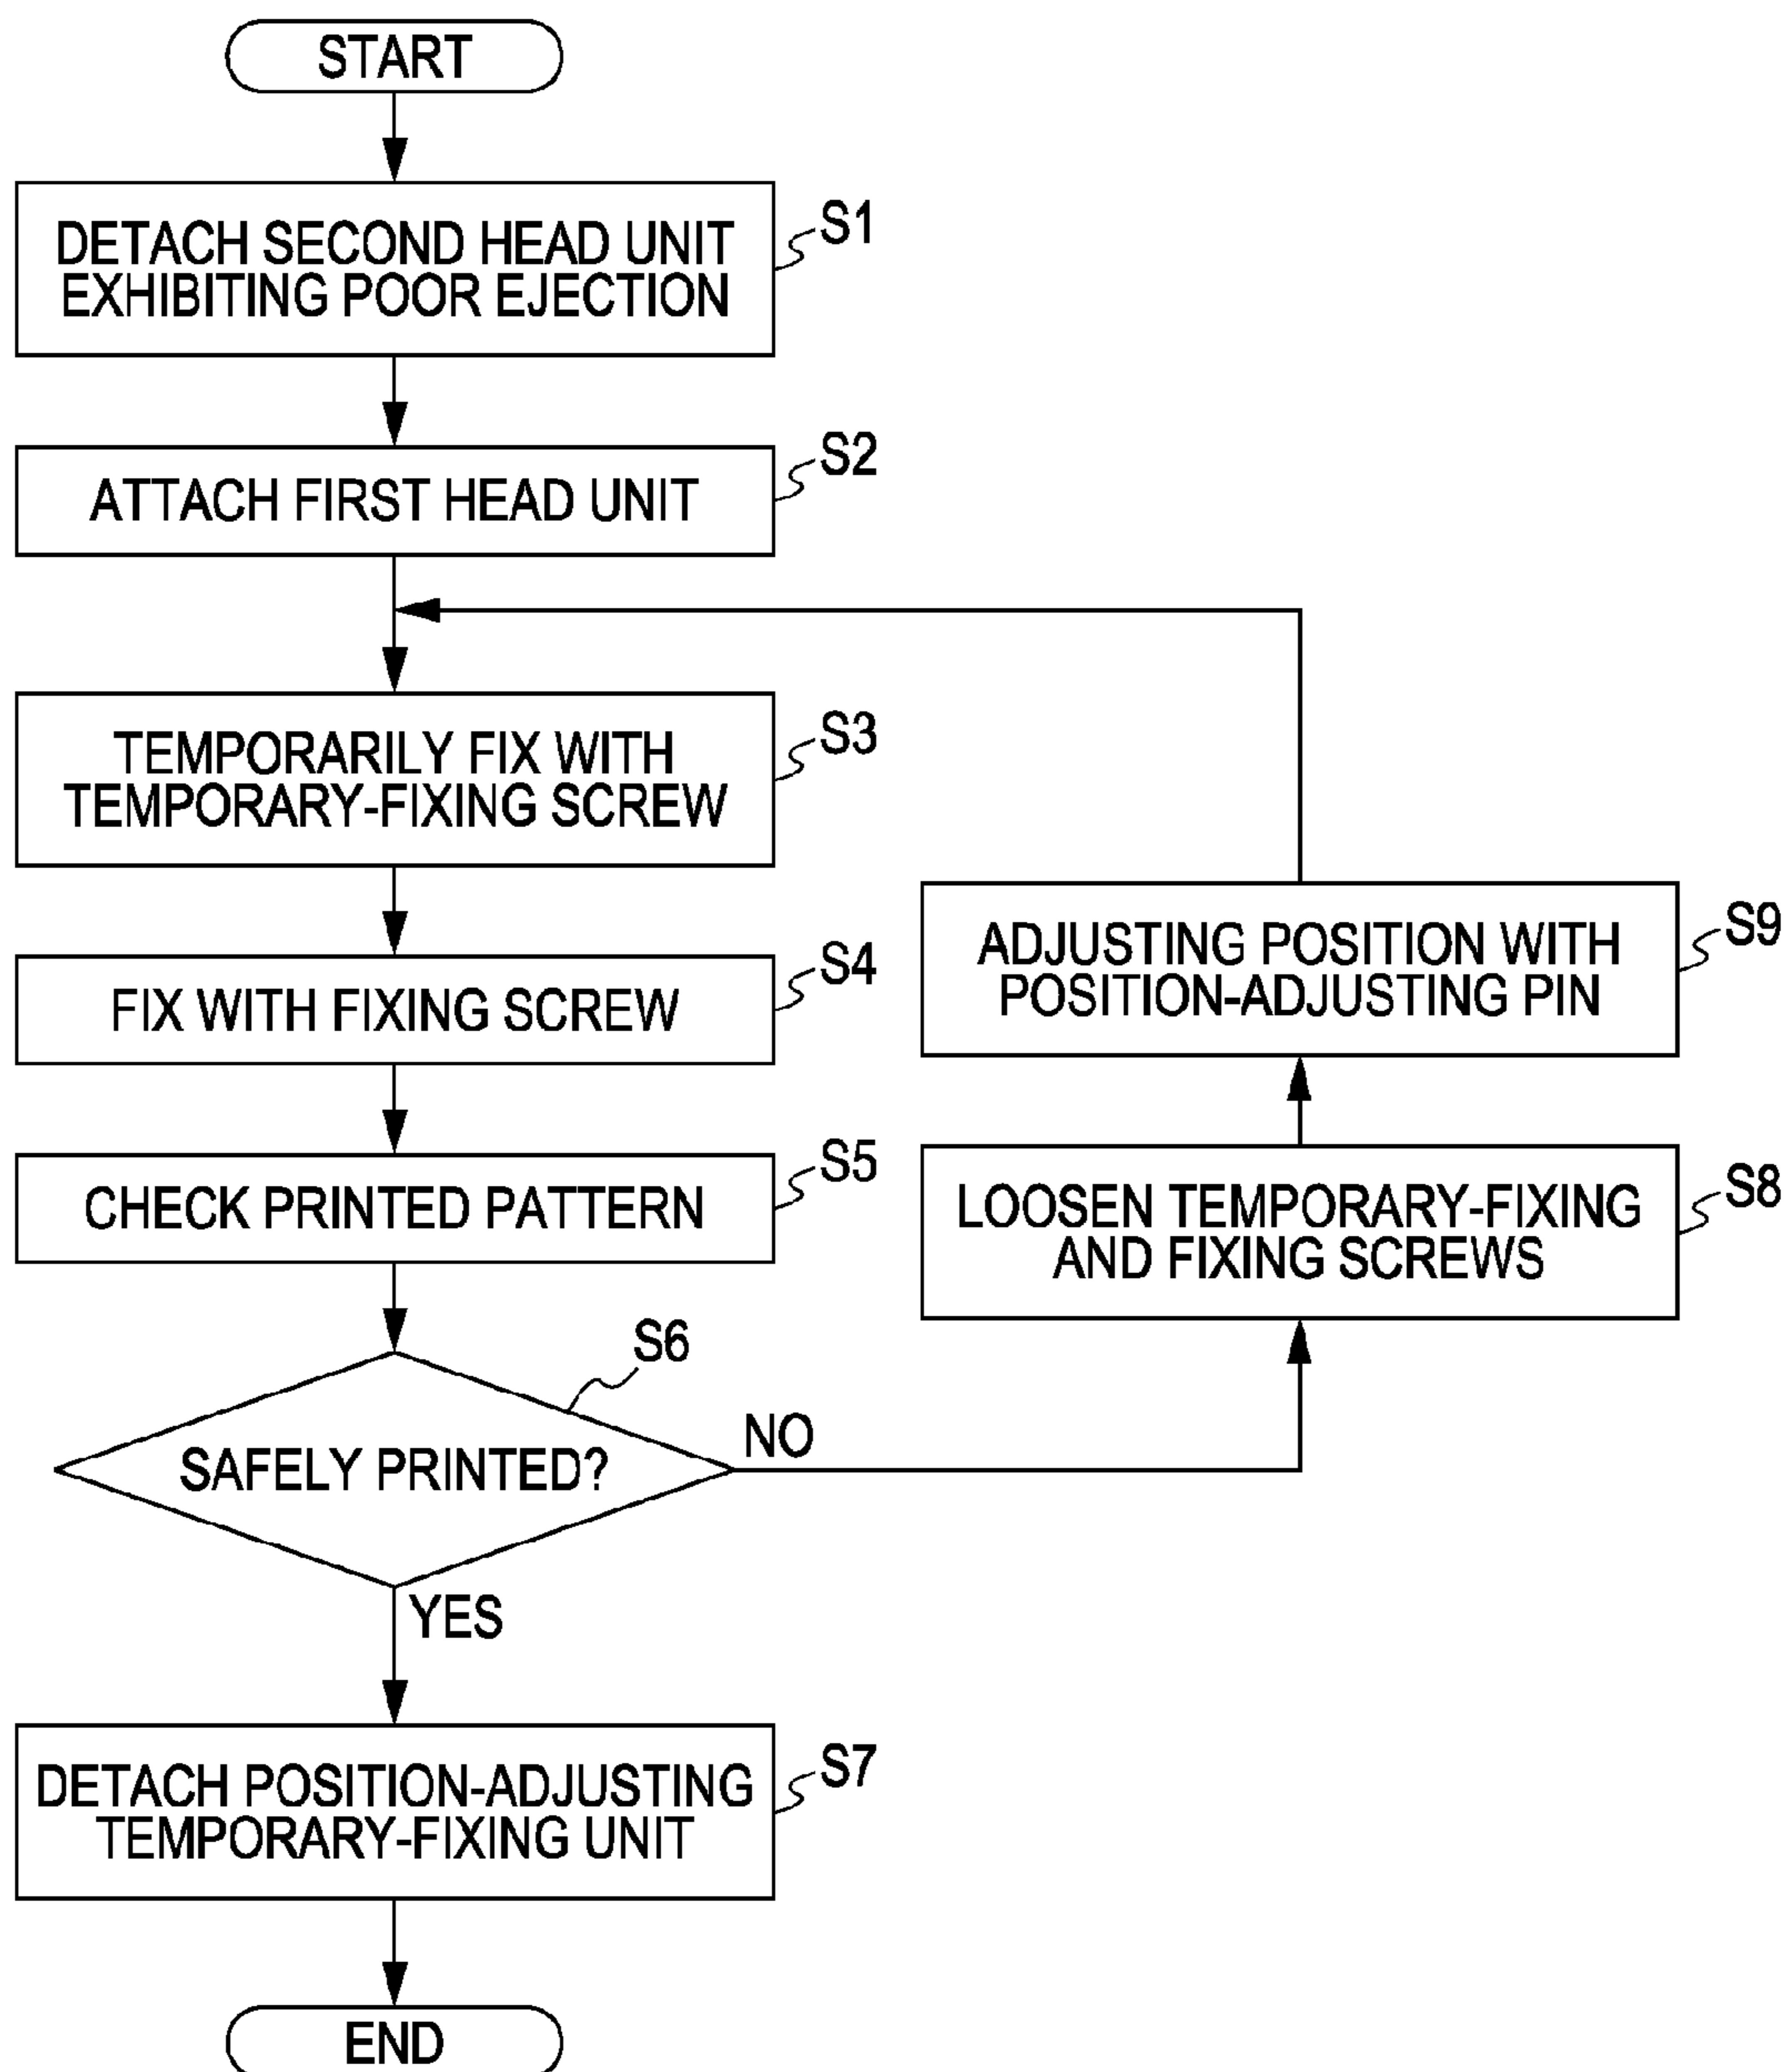 START
DETACH SECOND HEAD UNIT
EXHIBITING POOR EJECTION
S1
ATTACH FIRST HEAD UNIT
S2
TEMPORARILY FIX WITH
TEMPORARY-FIXING SCREW
S3
FIX WITH FIXING SCREW
S4
CHECK PRINTED PATTERN
S5
SAFELY PRINTED?
S6
NO
YES
DETACH POSITION-ADJUSTING
TEMPORARY-FIXING UNIT
S7
END
LOOSEN TEMPORARY-FIXING
AND FIXING SCREWS
S8
ADJUSTING POSITION WITH
POSITION-ADJUSTING PIN
S9